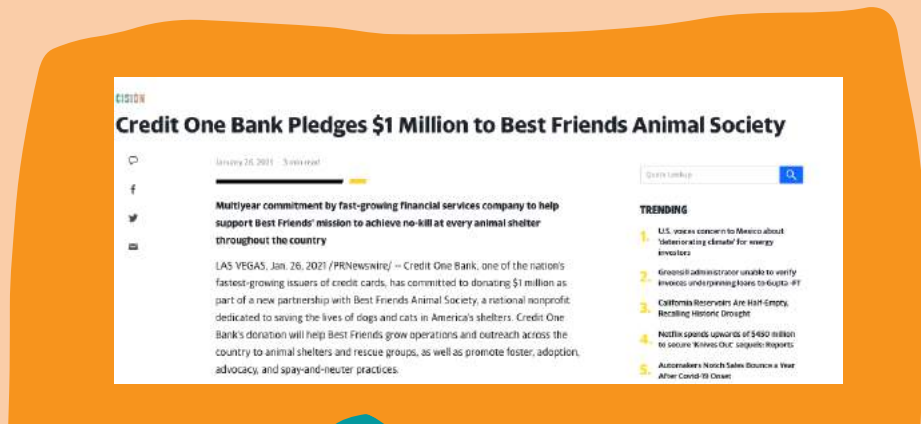 CISION
Credit One Bank Pledges $1 Million to Best Friends Animal Society
January 26, 2021 · 3 min read
Multiyear commitment by fast-growing financial services company to help
support Best Friends' mission to achieve no-kill at every animal shelter
throughout the country
LAS VEGAS, Jan. 26, 2021 /PRNewswire/ -- Credit One Bank, one of the nation's
fastest-growing issuers of credit cards, has committed to donating $1 million as
part of a new partnership with Best Friends Animal Society, a national nonprofit
dedicated to saving the lives of dogs and cats in America's shelters. Credit One
Bank's donation will help Best Friends grow operations and outreach across the
country to animal shelters and rescue groups, as well as promote foster, adoption,
advocacy, and spay-and-neuter practices.
Quote Lookup
TRENDING
1. U.S. voices concern to Mexico about
'deteriorating climate' for energy
investors
2. Greensill administrator unable to verify
invoices underpinning loans to Gupta -FT
3. California Reservoirs Are Half-Empty,
Recalling Historic Drought
4. Netflix spends upwards of $450 million
to secure 'Knives Out' sequels: Reports
5. Automakers Notch Sales Bounce a Year
After Covid-19 Onset